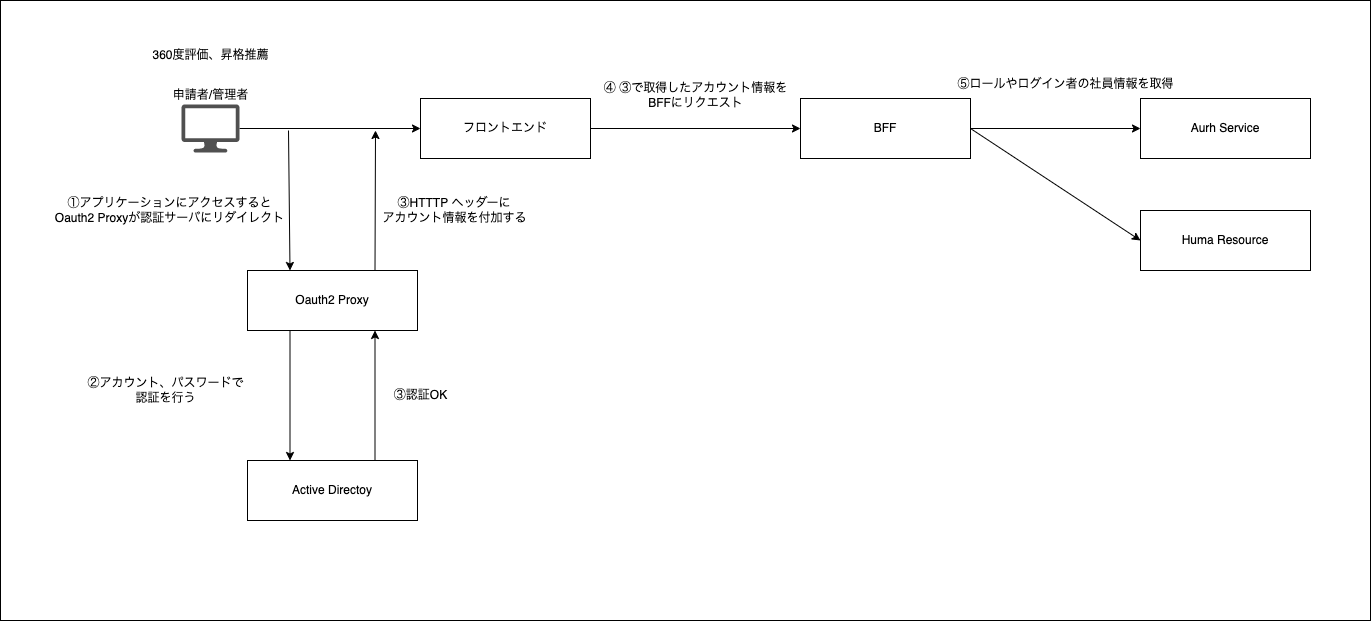 360度評価、昇格推薦
申請者/管理者
フロントエンド
④ ③で取得したアカウント情報を
BFFにリクエスト
BFF
⑤ロールやログイン者の社員情報を取得
Aurh Service
Huma Resource
①アプリケーションにアクセスすると
Oauth2 Proxyが認証サーバにリダイレクト
③HTTTP ヘッダーに
アカウント情報を付加する
Oauth2 Proxy
②アカウント、パスワードで
認証を行う
③認証OK
Active Directoy